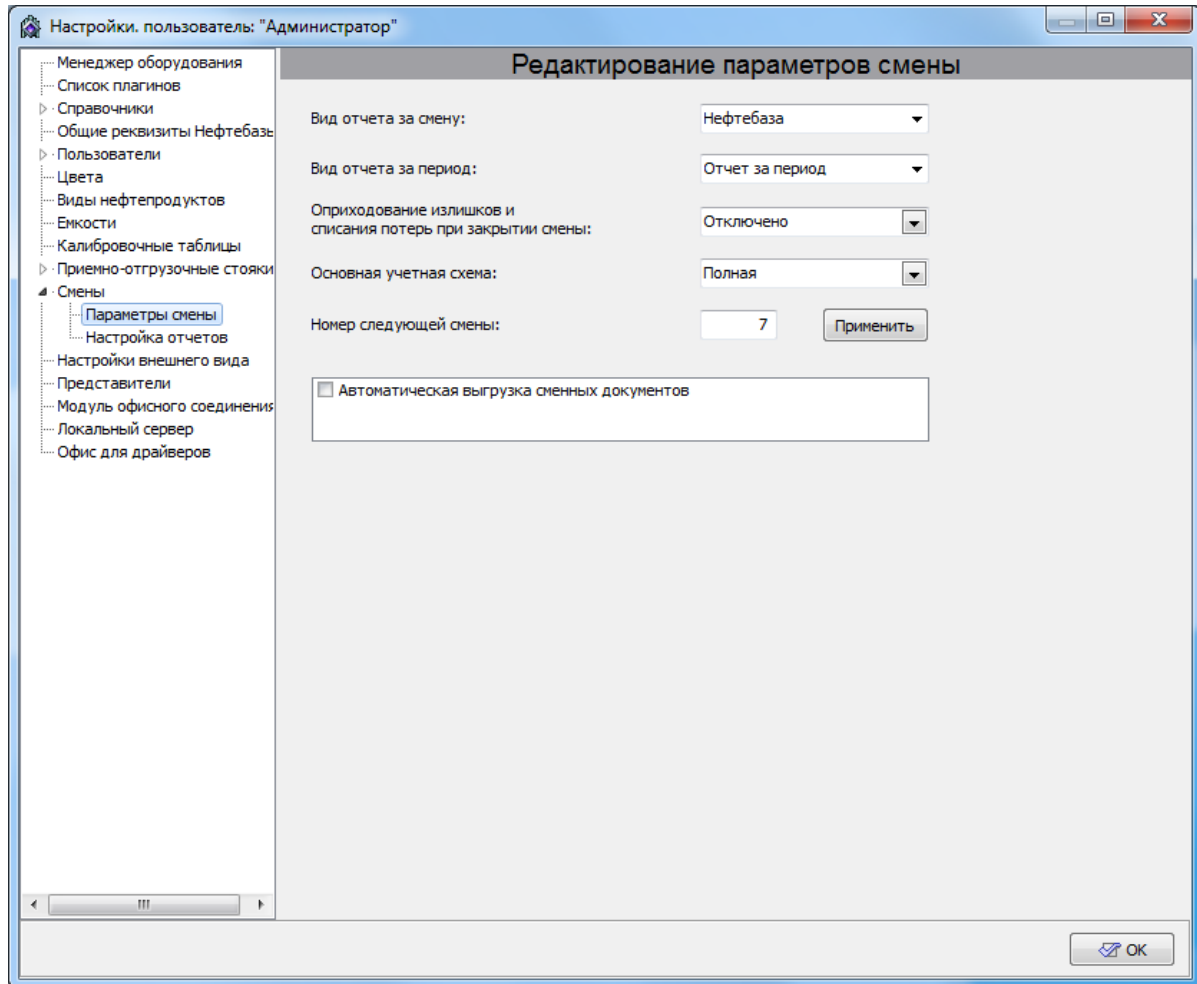 Настройки. пользователь: "Администратор"
Менеджер оборудования
Список плагинов
Справочники
Общие реквизиты Нефтебазы
Пользователи
Цвета
Виды нефтепродуктов
Емкости
Калибровочные таблицы
Приемно-отгрузочные стояки
Смены
Параметры смены
Настройка отчетов
Настройки внешнего вида
Представители
Модуль офисного соединения
Локальный сервер
Офис для драйверов
Редактирование параметров смены
Вид отчета за смену:
Нефтебаза
Вид отчета за период:
Отчет за период
Оприходование излишков и
списания потерь при закрытии смены:
Отключено
Основная учетная схема:
Полная
Номер следующей смены:
7
Применить
Автоматическая выгрузка сменных документов
OK